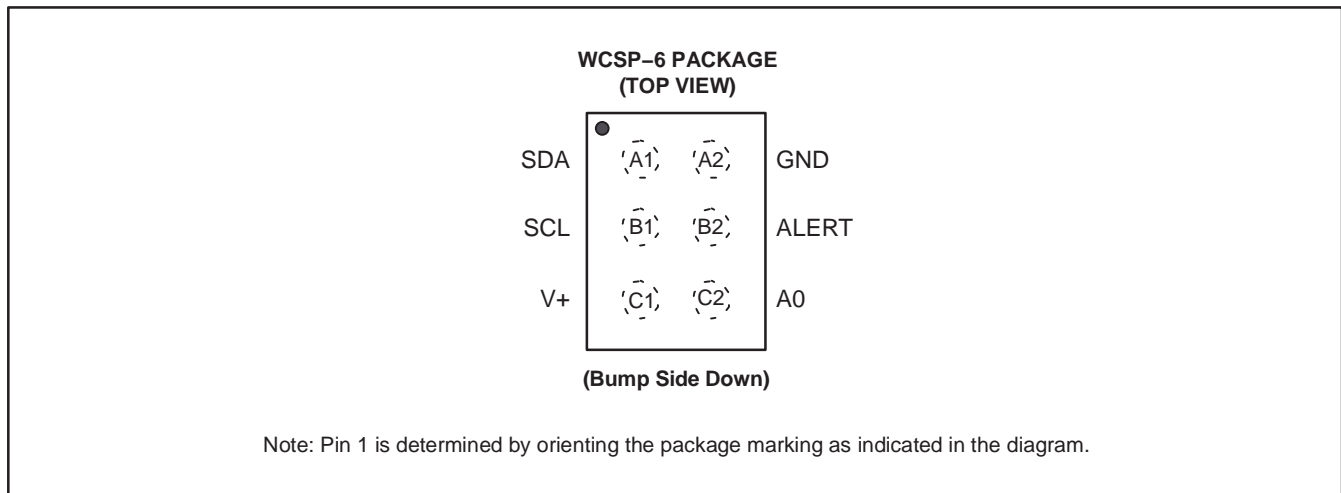 WCSP–6 PACKAGE
(TOP VIEW)
SDA A1 A2 GND
SCL B1 B2 ALERT
V+ C1 C2 A0
(Bump Side Down)
Note: Pin 1 is determined by orienting the package marking as indicated in the diagram.